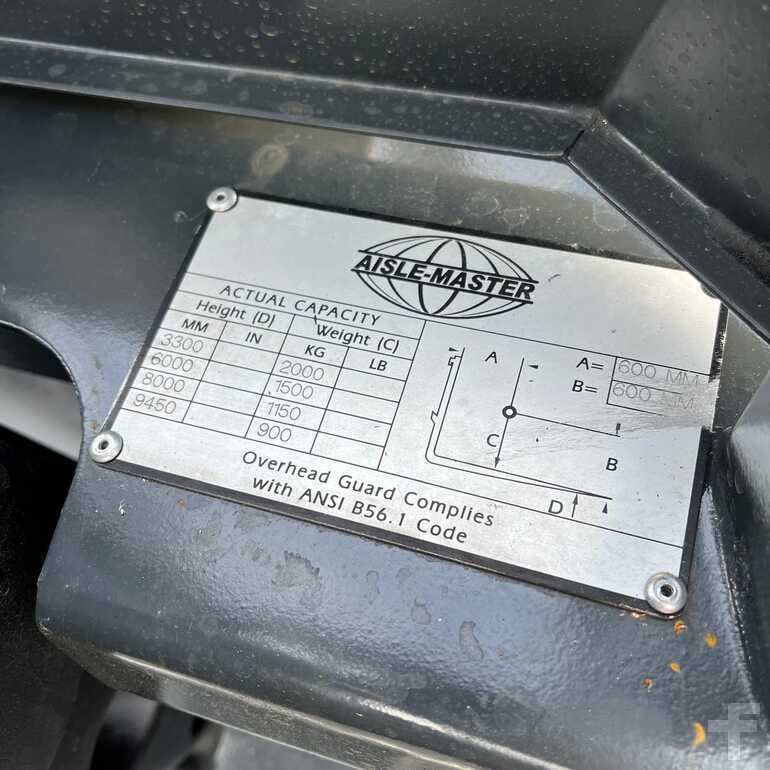 AISLE-MASTER
ACTUAL CAPACITY
Height (D) Weight (C)
MM IN KG LB
3300 2000
6000 1500
8000 1150
9450 900
A= 600 MM
B= 600 MM
A
C
B
D
Overhead Guard Complies
with ANSI B56.1 Code